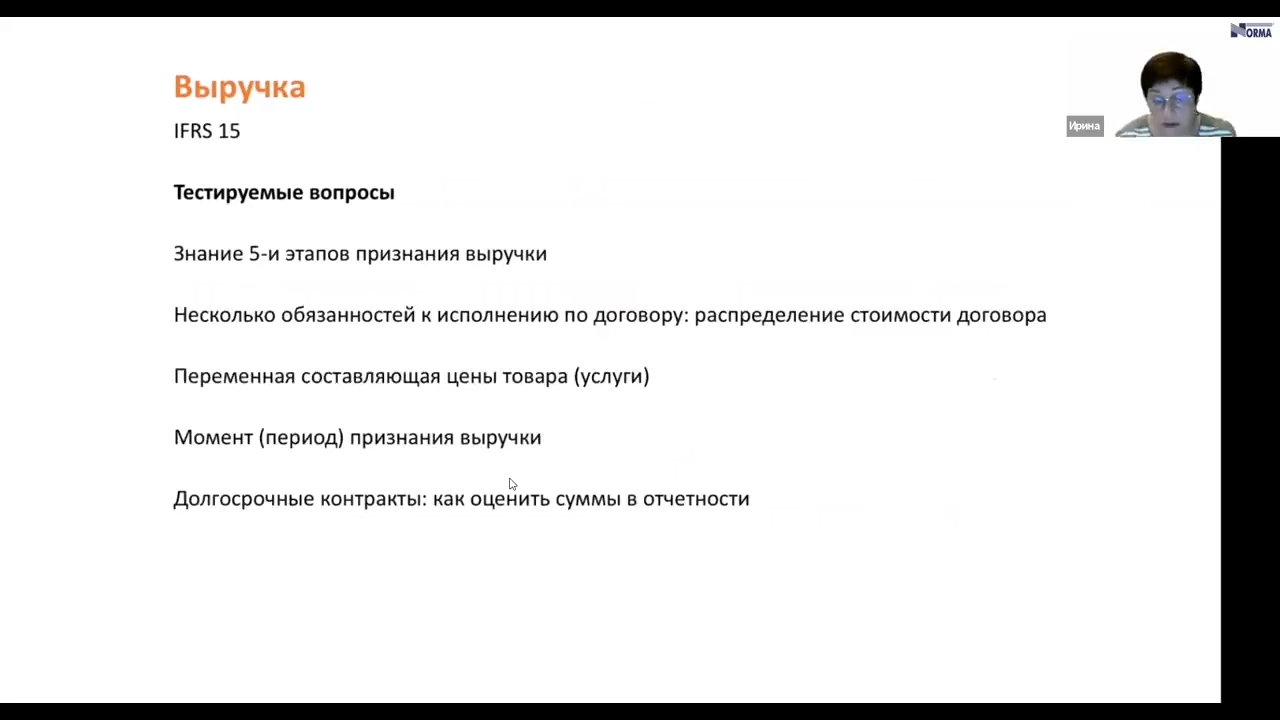 NORMA
Выручка
Ирина
IFRS 15
Тестируемые вопросы
Знание 5-и этапов признания выручки
Несколько обязанностей к исполнению по договору: распределение стоимости договора
Переменная составляющая цены товара (услуги)
Момент (период) признания выручки
Долгосрочные контракты: как оценить суммы в отчетности